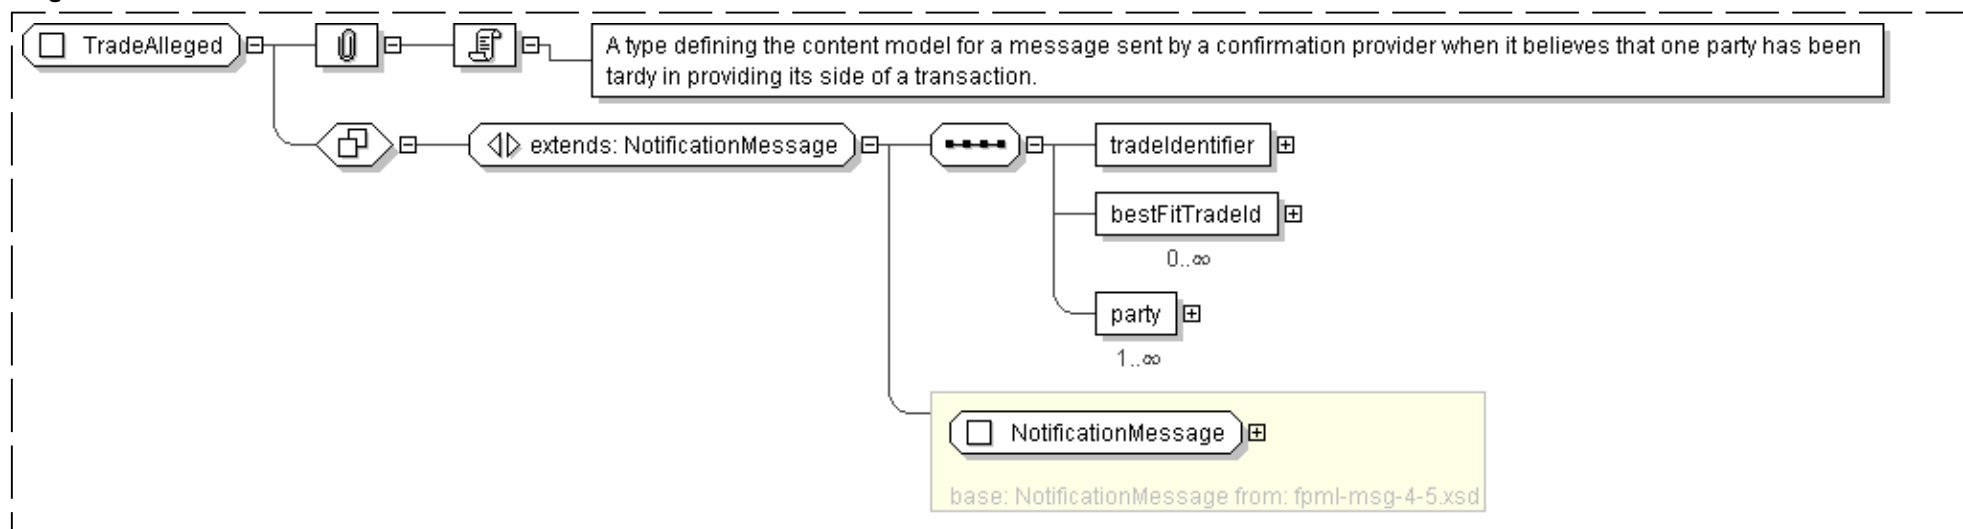 TradeAlleged
A type defining the content model for a message sent by a confirmation provider when it believes that one party has been
tardy in providing its side of a transaction.
extends: NotificationMessage
tradeIdentifier
bestFitTradeId
0..∞
party
1..∞
NotificationMessage
base: NotificationMessage from: fpml-msg-4-5.xsd